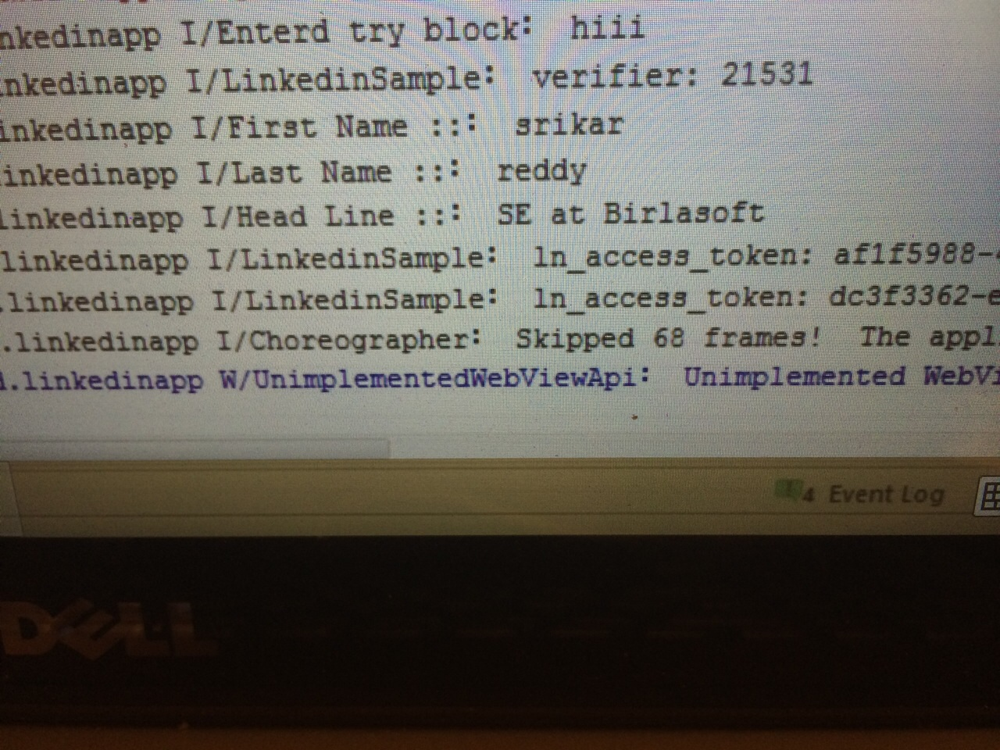 nkedinapp I/Enterd try block: hiii
nkedinapp I/LinkedinSample: verifier: 21531
inkedinapp I/First Name ::: srikar
inkedinapp I/Last Name ::: reddy
linkedinapp I/Head Line ::: SE at Birlasoft
linkedinapp I/LinkedinSample: ln_access_token: af1f5988-
.linkedinapp I/LinkedinSample: ln_access_token: dc3f3362-e
.linkedinapp I/Choreographer: Skipped 68 frames! The appl
d.linkedinapp W/UnimplementedWebViewApi: Unimplemented WebVi
4 Event Log
DELL